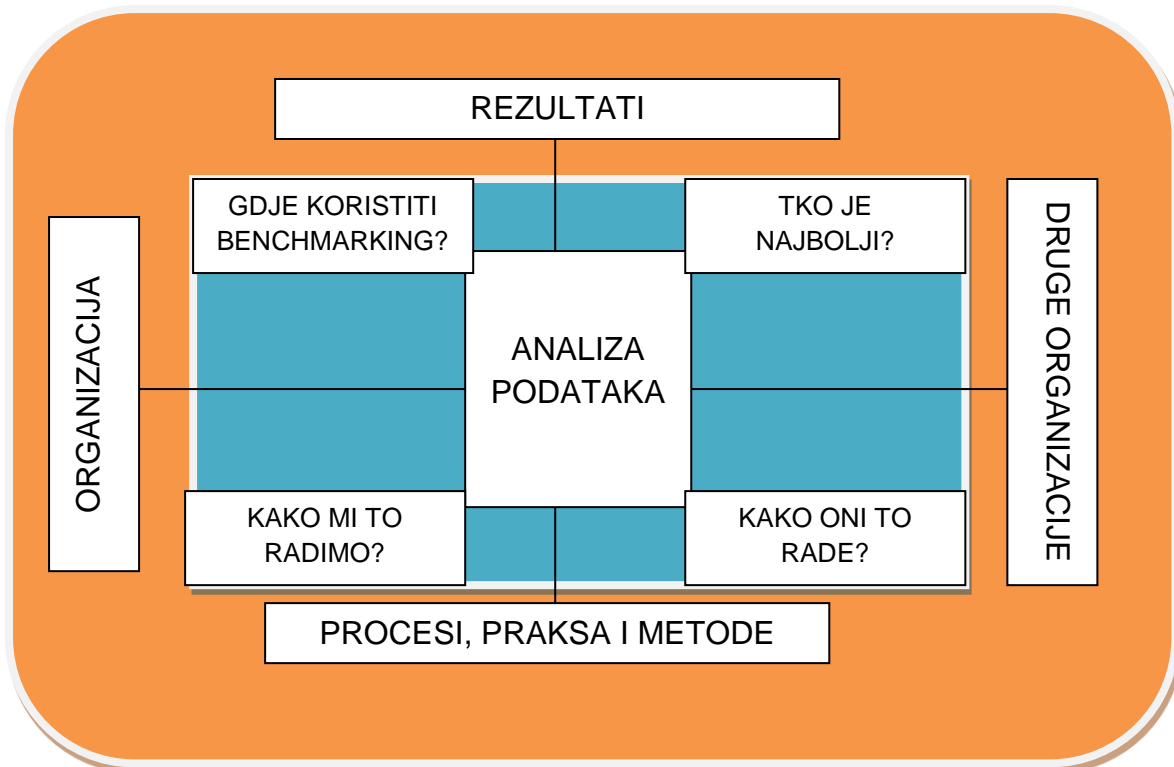 REZULTATI
GDJE KORISTITI
BENCHMARKING?
TKO JE
NAJBOLJI?
ORGANIZACIJA
ANALIZA
PODATAKA
DRUGE ORGANIZACIJE
KAKO MI TO
RADIMO?
KAKO ONI TO
RADE?
PROCESI, PRAKSA I METODE